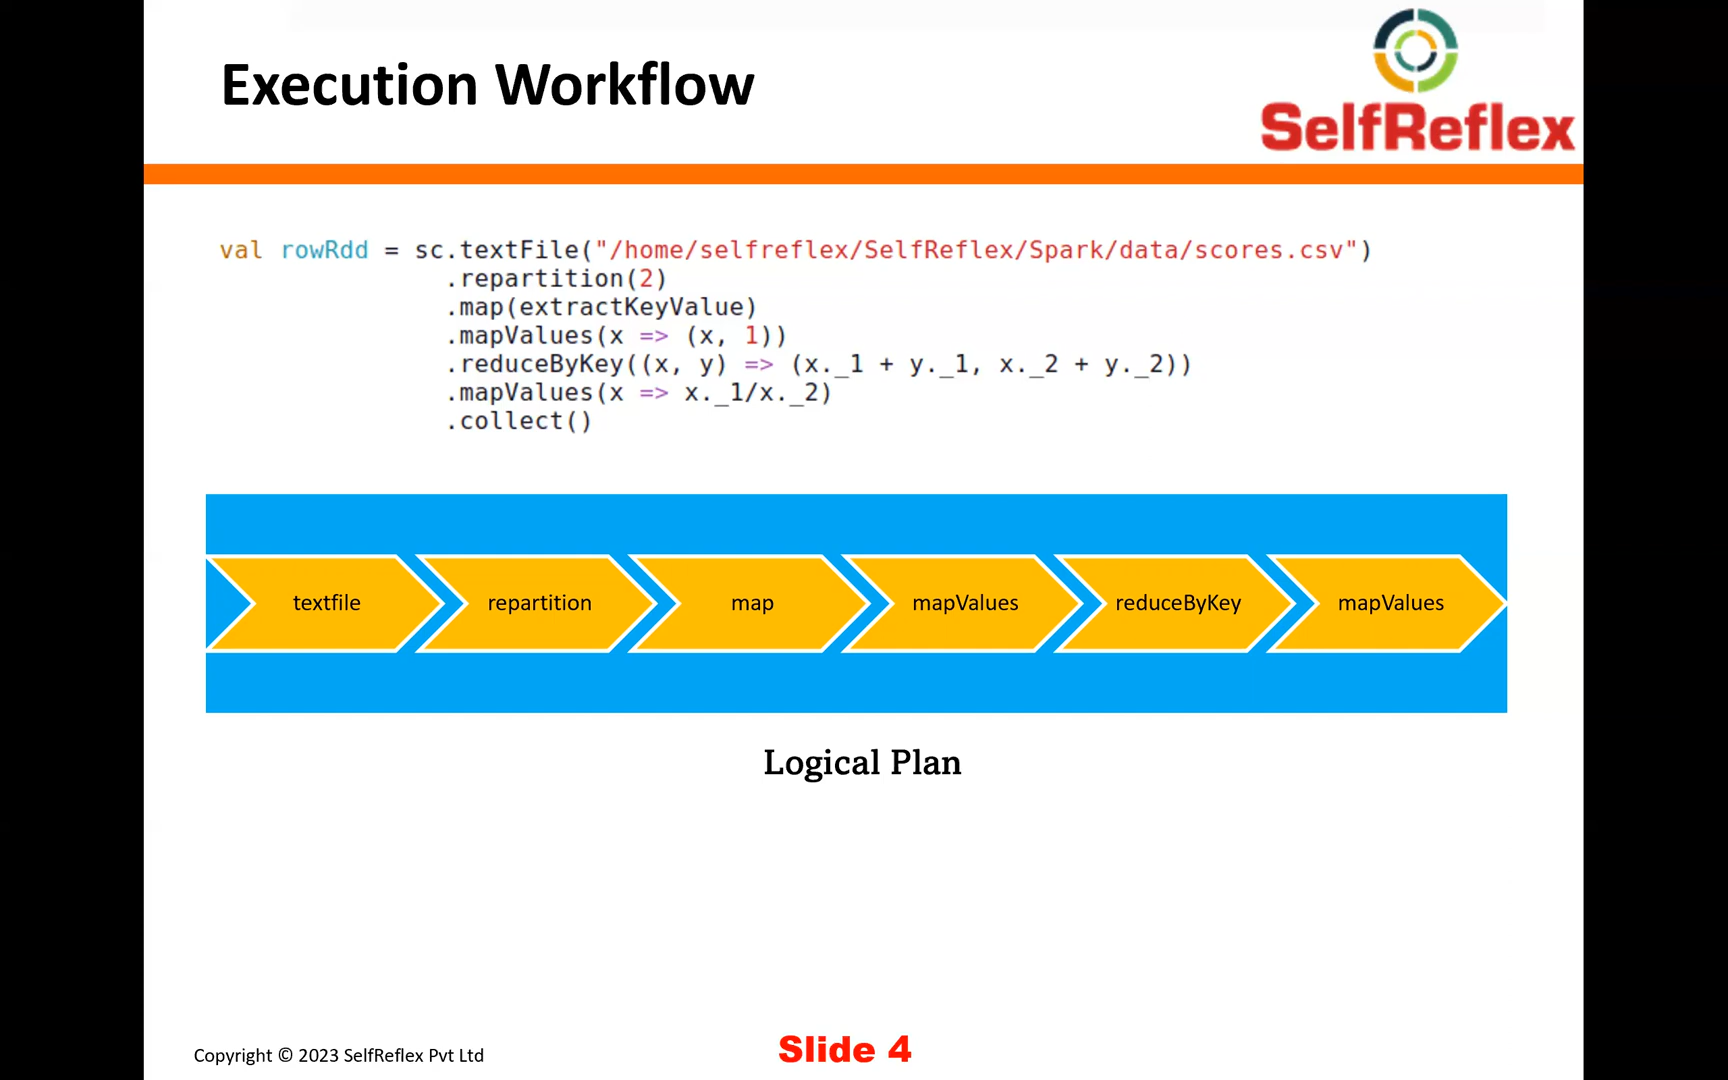 Execution Workflow
SelfReflex
val rowRdd = sc.textFile("/home/selfreflex/SelfReflex/Spark/data/scores.csv")
.repartition(2)
.map(extractKeyValue)
.mapValues(x => (x, 1))
.reduceByKey((x, y) => (x._1 + y._1, x._2 + y._2))
.mapValues(x => x._1/x._2)
.collect()
textfile
repartition
map
mapValues
reduceByKey
mapValues
Logical Plan
Copyright © 2023 SelfReflex Pvt Ltd
Slide 4